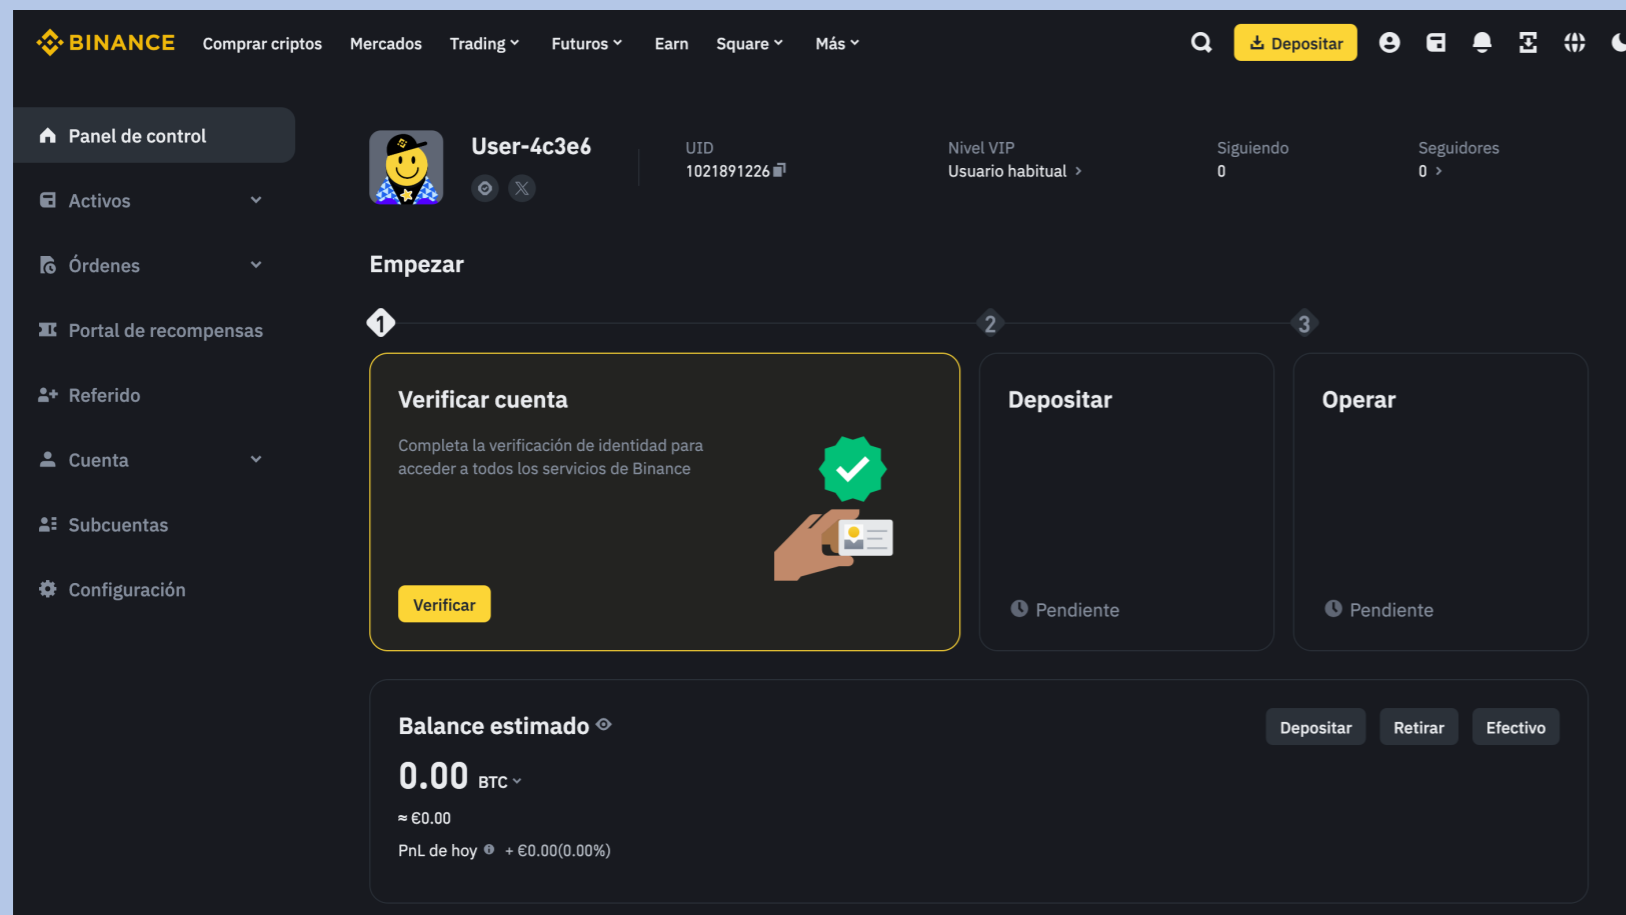 BINANCE Comprar criptos Mercados Trading Futuros Earn Square Más Depositar
Panel de control
Activos
Órdenes
Portal de recompensas
Referido
Cuenta
Subcuentas
Configuración
User-4c3e6
UID
1021891226
Nivel VIP
Usuario habitual
Siguiendo
0
Seguidores
0
Empezar
1
2
3
Verificar cuenta
Completa la verificación de identidad para
acceder a todos los servicios de Binance
Verificar
Depositar
Pendiente
Operar
Pendiente
Balance estimado
Depositar Retirar Efectivo
0.00 BTC
≈ €0.00
PnL de hoy + €0.00(0.00%)